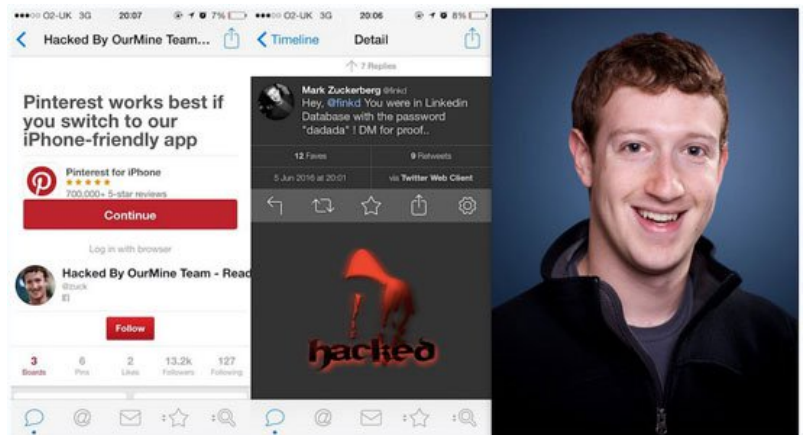 O2-UK 3G 20:07 7%
Hacked By OurMine Team...
Pinterest works best if
you switch to our
iPhone-friendly app
Pinterest for iPhone
700,000+ 5-star reviews
Continue
Log in with browser
Hacked By OurMine Team - Read
@zuck
Follow
3 6 2 13.2k 127
Boards Pins Likes Followers Following
O2-UK 3G 20:06 8%
Timeline Detail
7 Replies
Mark Zuckerberg @finkd
Hey, @finkd You were in Linkedin
Database with the password
"dadada" ! DM for proof..
12 Faves 9 Retweets
5 Jun 2016 at 20:01 via Twitter Web Client
hacked